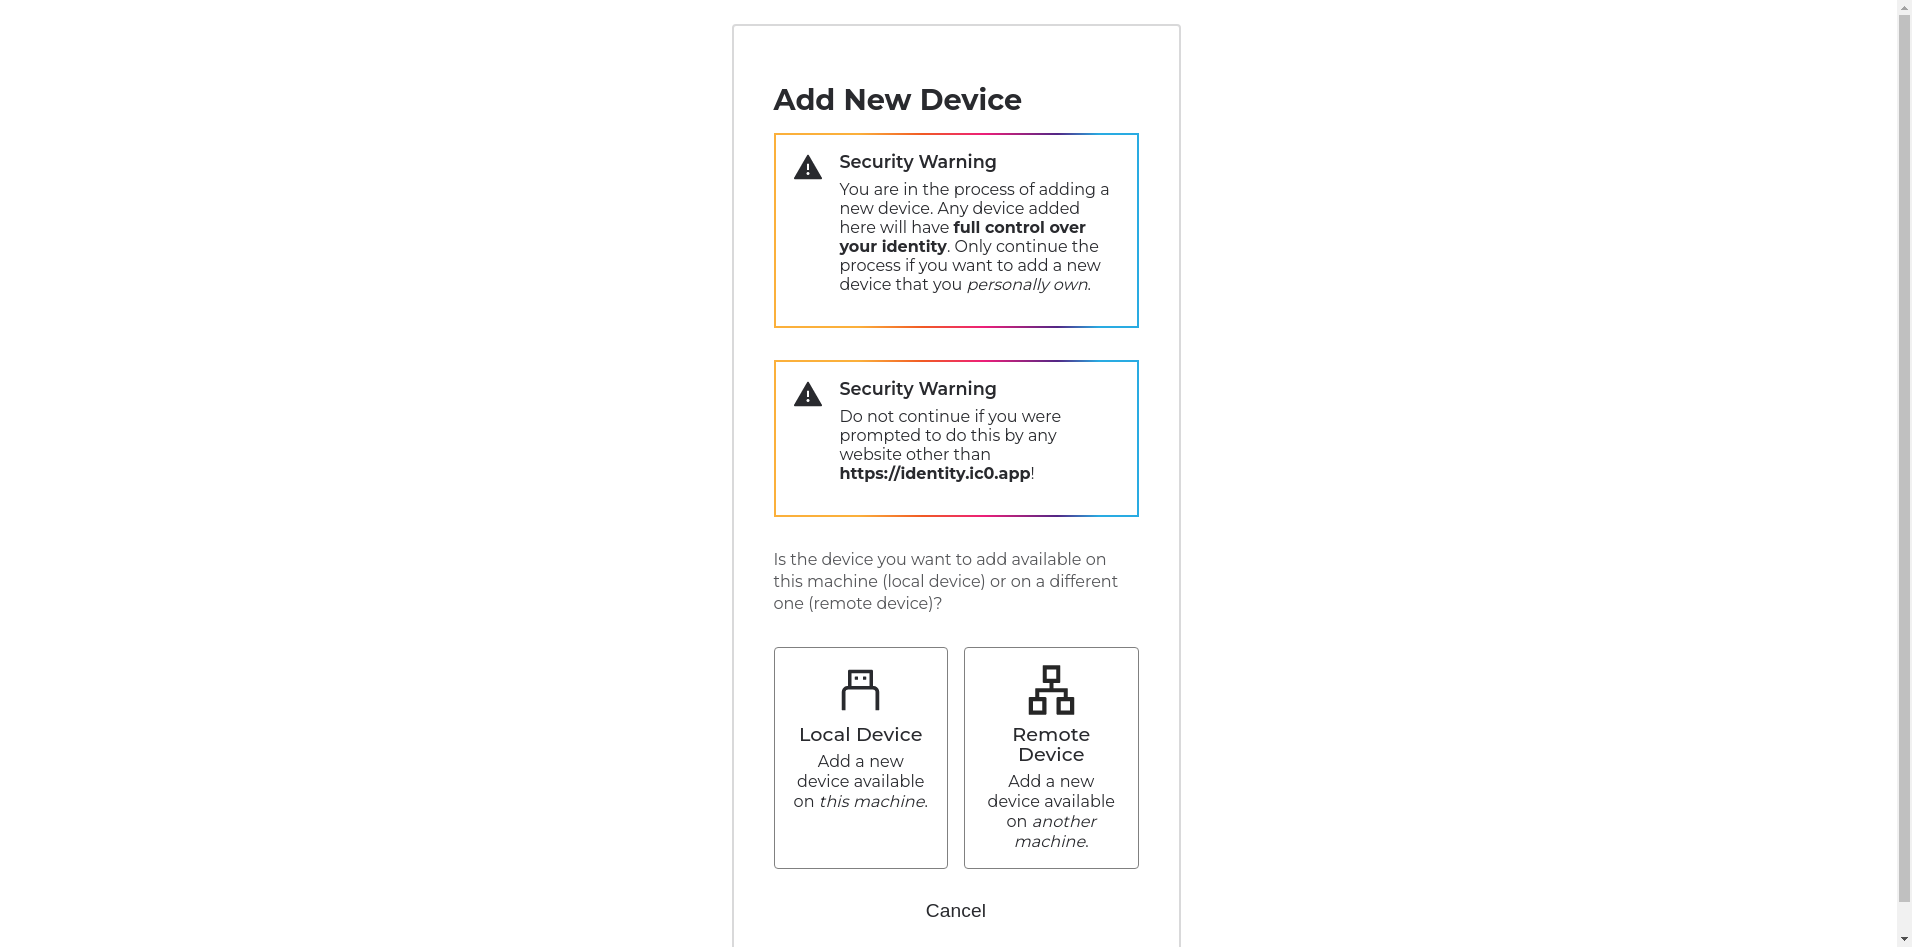 Add New Device
Security Warning
You are in the process of adding a
new device. Any device added
here will have full control over
your identity. Only continue the
process if you want to add a new
device that you personally own.
Security Warning
Do not continue if you were
prompted to do this by any
website other than
https://identity.ic0.app!
Is the device you want to add available on
this machine (local device) or on a different
one (remote device)?
Local Device
Add a new
device available
on this machine.
Remote
Device
Add a new
device available
on another
machine.
Cancel